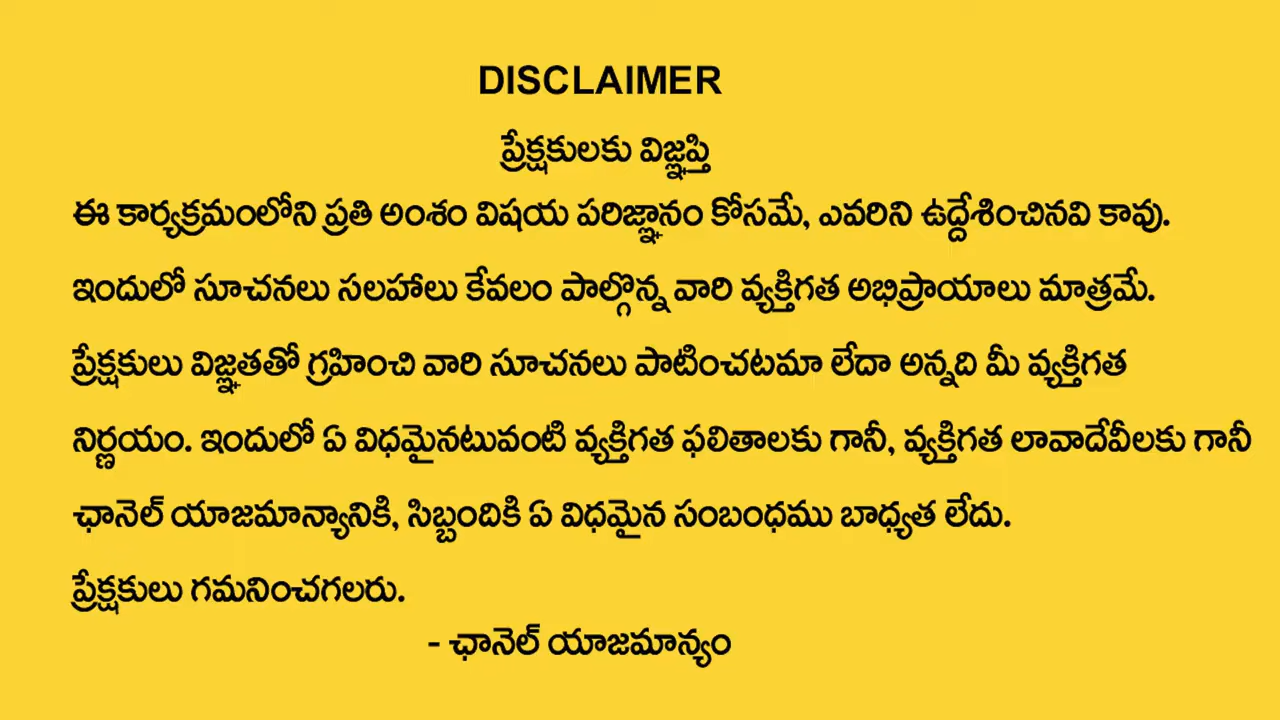 DISCLAIMER
ప్రేక్షకులకు విజ్ఞప్తి
ఈ కార్యక్రమంలోని ప్రతి అంశం విషయ పరిజ్ఞానం కోసమే, ఎవరిని ఉద్దేశించినవి కావు.
ఇందులో సూచనలు సలహాలు కేవలం పాల్గొన్న వారి వ్యక్తిగత అభిప్రాయాలు మాత్రమే.
ప్రేక్షకులు విజ్ఞతతో గ్రహించి వారి సూచనలు పాటించటమా లేదా అన్నది మీ వ్యక్తిగత
నిర్ణయం. ఇందులో ఏ విధమైనటువంటి వ్యక్తిగత ఫలితాలకు గానీ, వ్యక్తిగత లావాదేవీలకు గానీ
ఛానెల్ యాజమాన్యానికి, సిబ్బందికి ఏ విధమైన సంబంధము బాధ్యత లేదు.
ప్రేక్షకులు గమనించగలరు.
- ఛానెల్ యాజమాన్యం